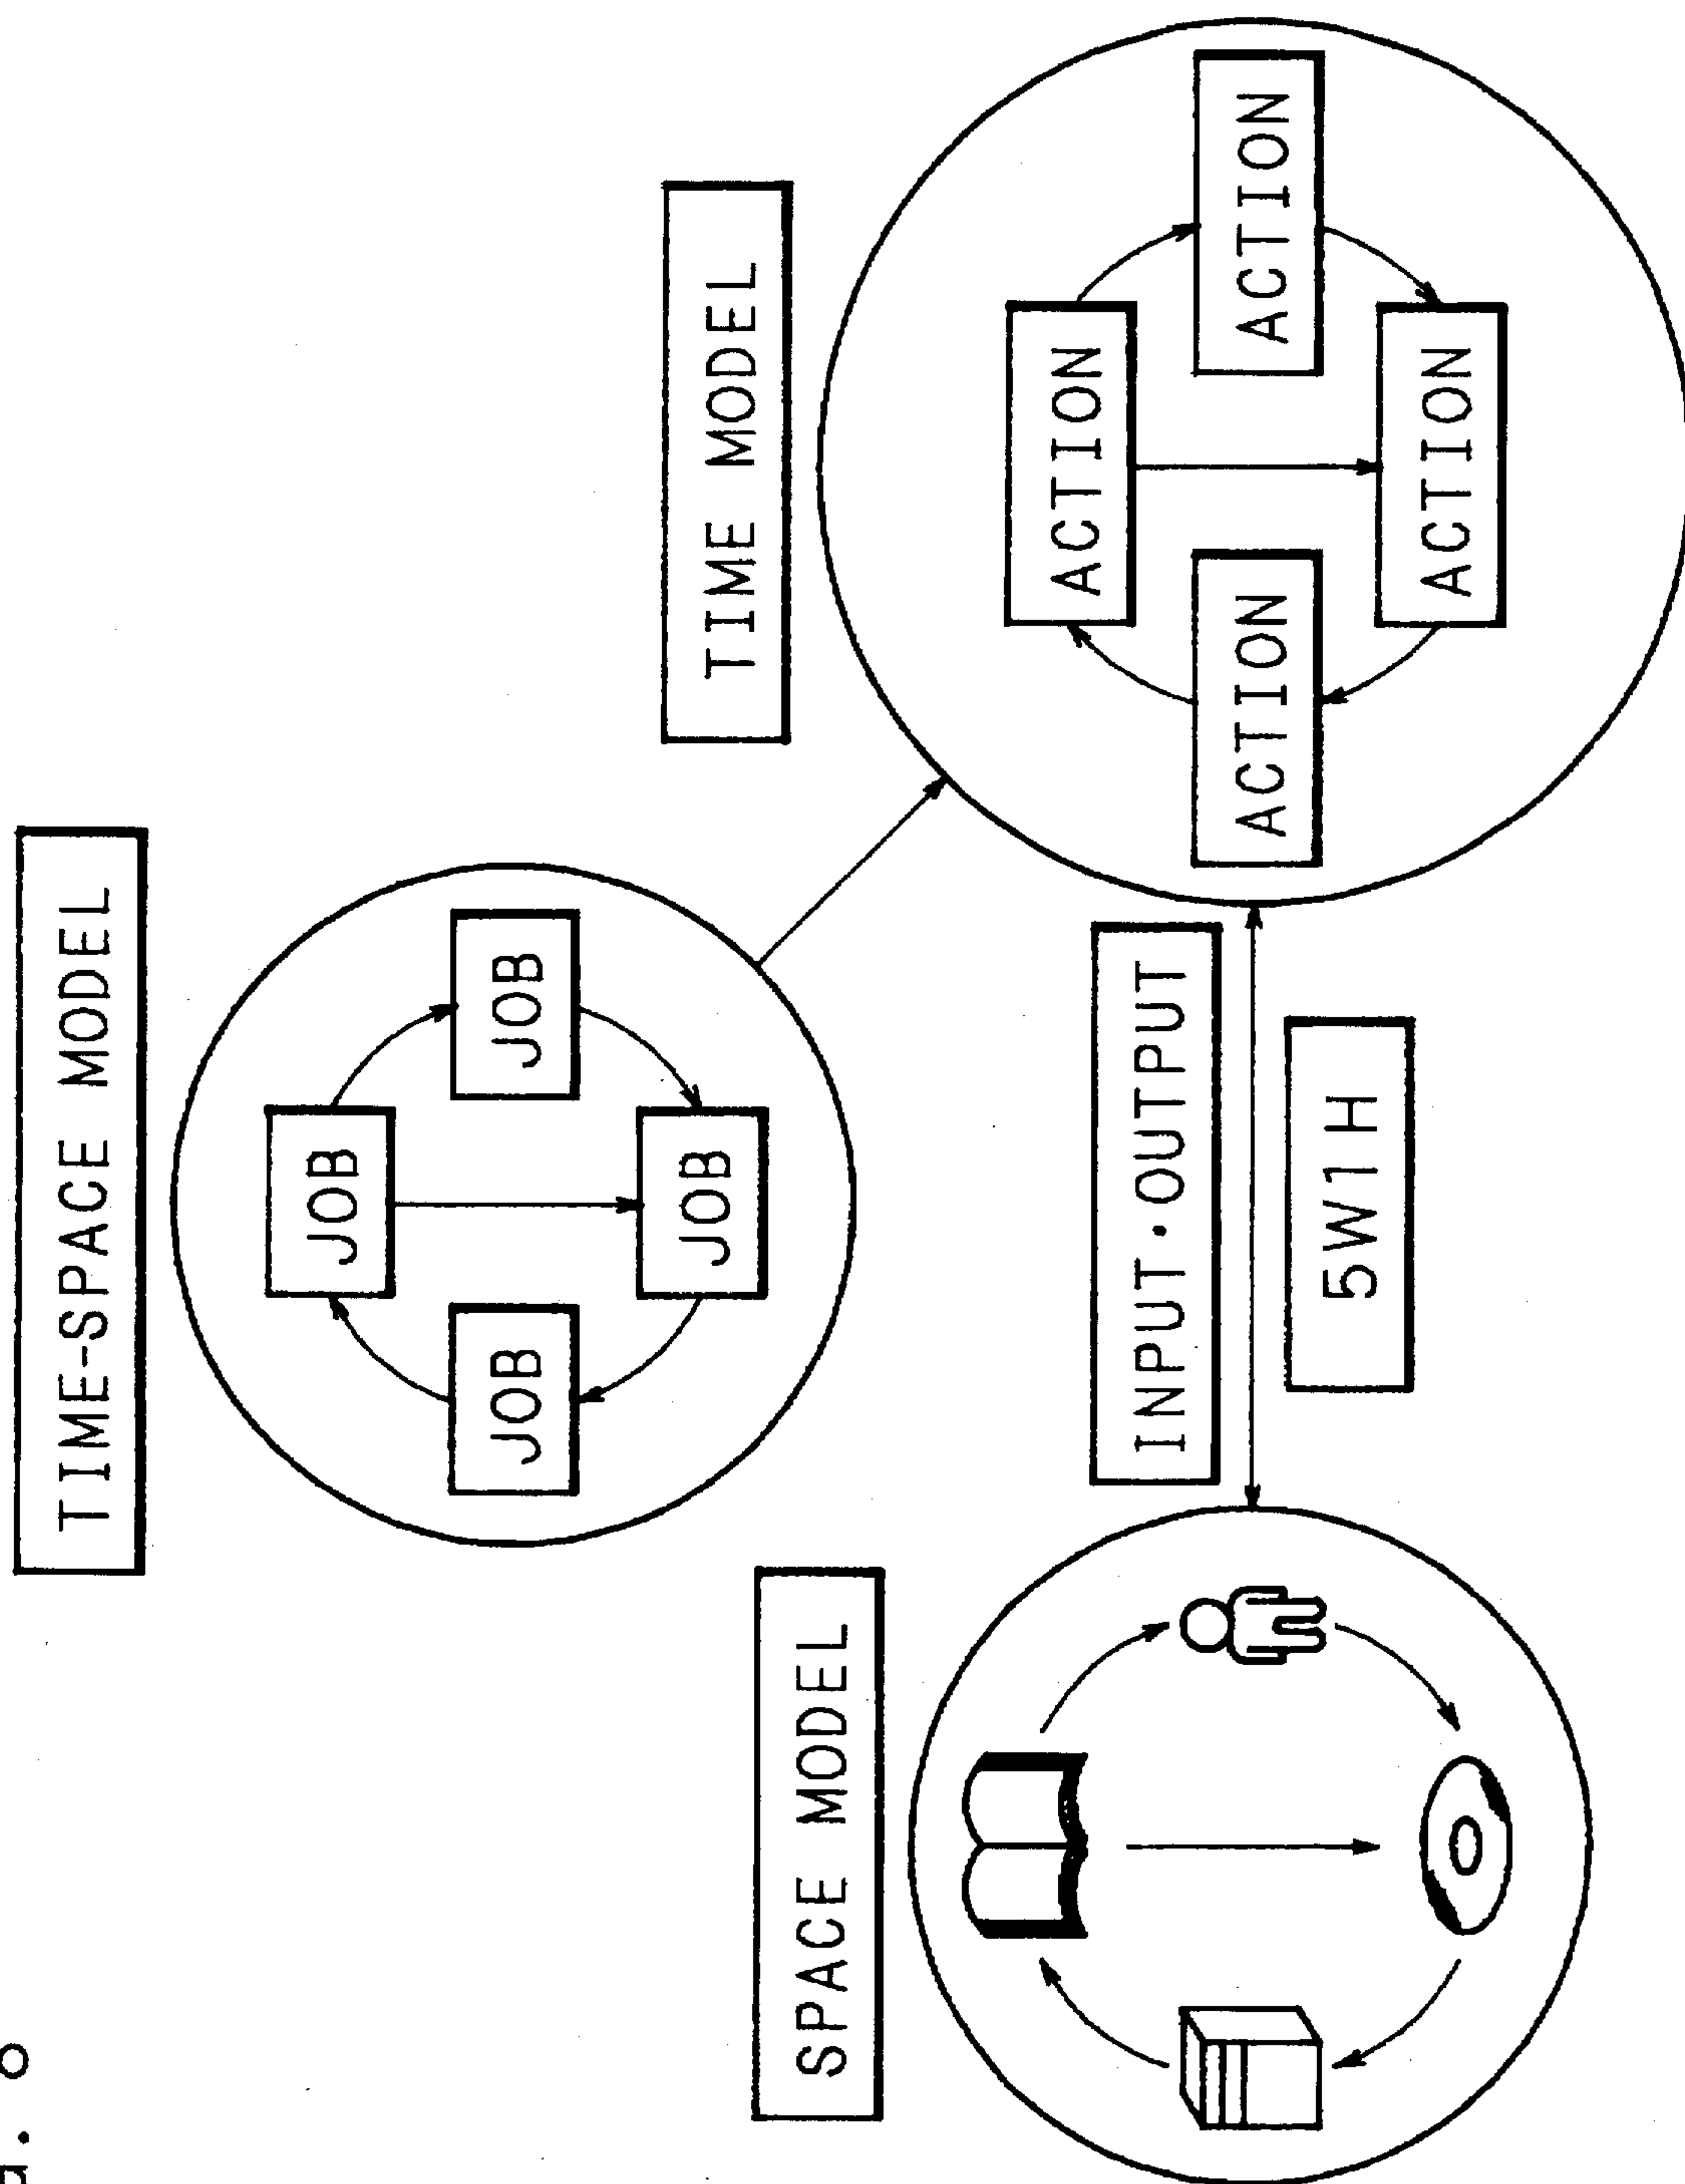 TIME-SPACE MODEL
JOB
JOB
JOB
JOB
SPACE MODEL
INPUT・OUTPUT
5W1H
TIME MODEL
ACTION
ACTION
ACTION
ACTION